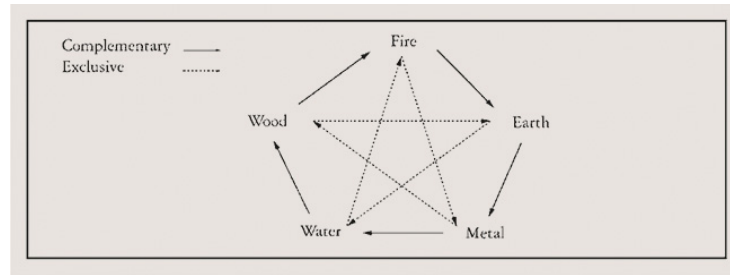 Complementary
Exclusive
Fire
Wood
Earth
Water
Metal